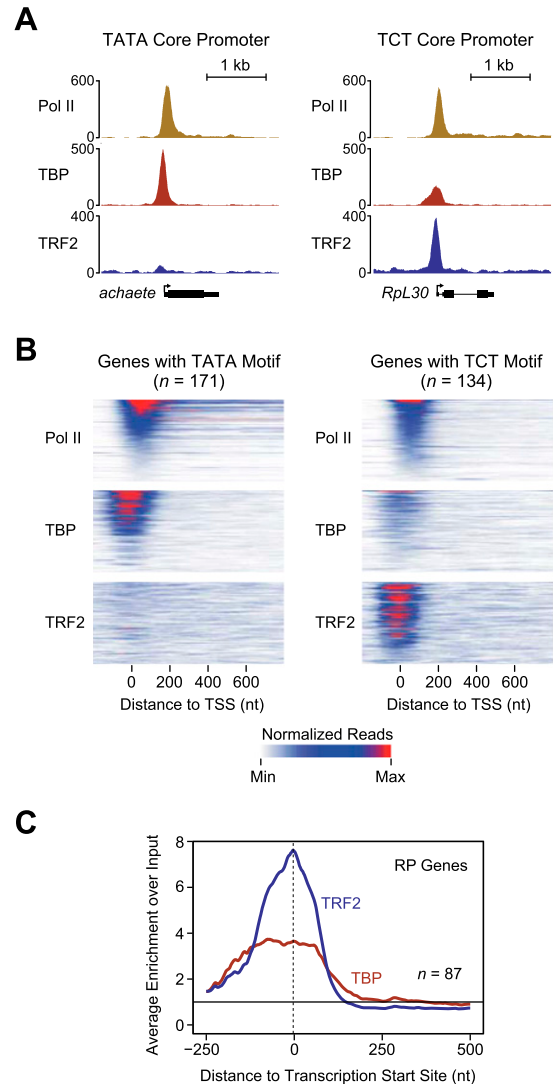 A
TATA Core Promoter
TCT Core Promoter
1 kb
1 kb
600
600
Pol II
Pol II
0
0
500
500
TBP
TBP
0
0
400
400
TRF2
TRF2
0
0
achaete
RpL30
B
Genes with TATA Motif
(n = 171)
Genes with TCT Motif
(n = 134)
Pol II
Pol II
TBP
TBP
TRF2
TRF2
0 200 400 600
0 200 400 600
Distance to TSS (nt)
Distance to TSS (nt)
Normalized Reads
Min
Max
C
Average Enrichment over Input
8
6
4
2
0
RP Genes
TRF2
TBP
n = 87
−250
0
250
500
Distance to Transcription Start Site (nt)